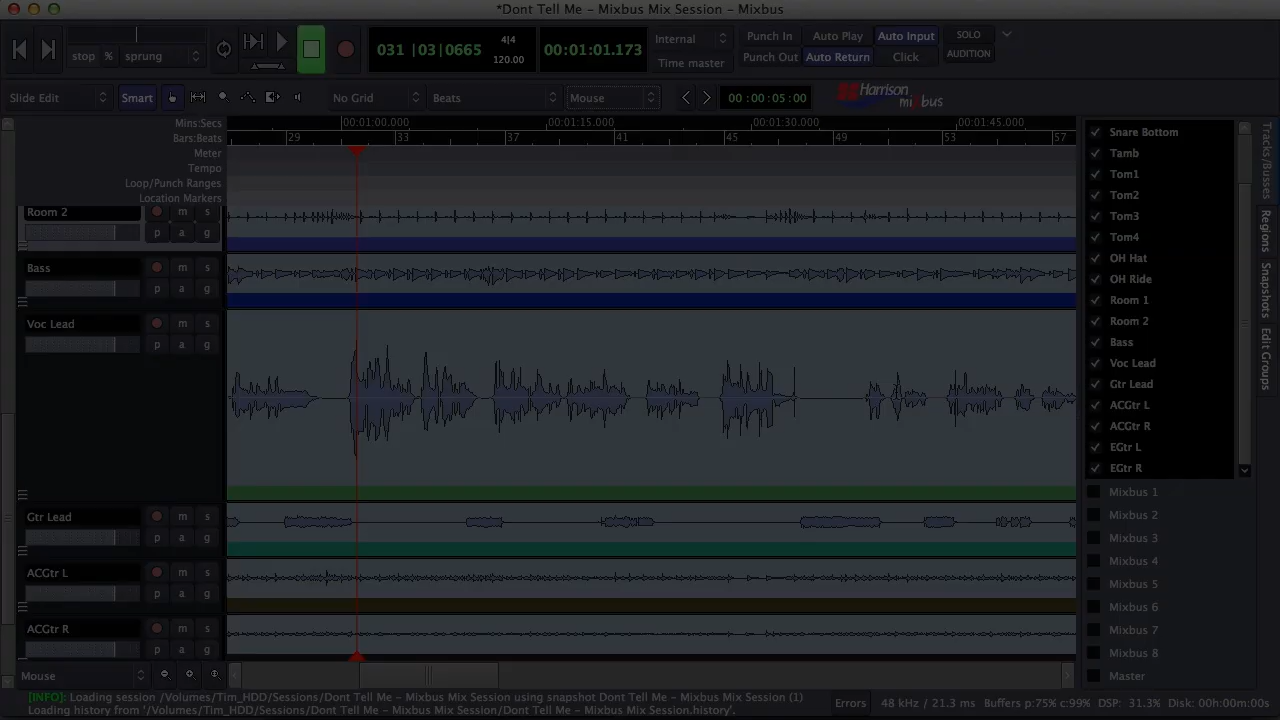 *Dont Tell Me – Mixbus Mix Session – Mixbus
stop % sprung
031 |03|0665
4|4
120.00
00:01:01.173
Internal
Time master
Punch In Auto Play Auto Input
Punch Out Auto Return Click
SOLO
AUDITION
Slide Edit Smart No Grid Beats Mouse 00:00:05:00 Harrison mixbus
Mins:Secs 00:01:00.000 00:01:15.000 00:01:30.000 00:01:45.000
Bars:Beats 29 33 37 41 45 49 53 57
Meter
Tempo
Loop/Punch Ranges
Location Markers
Room 2 m s
p a g
Bass m s
p a g
Voc Lead m s
p a g
Gtr Lead m s
p a g
ACGtr L m s
p a g
ACGtr R m s
p a g
Snare Bottom
Tamb
Tom1
Tom2
Tom3
Tom4
OH Hat
OH Ride
Room 1
Room 2
Bass
Voc Lead
Gtr Lead
ACGtr L
ACGtr R
EGtr L
EGtr R
Mixbus 1
Mixbus 2
Mixbus 3
Mixbus 4
Mixbus 5
Mixbus 6
Mixbus 7
Mixbus 8
Master
Tracks/Busses
Regions
Snapshots
Edit Groups
Mouse
[INFO]: Loading session /Volumes/Tim_HDD/Sessions/Dont Tell Me – Mixbus Mix Session using snapshot Dont Tell Me – Mixbus Mix Session (1)
Loading history from '/Volumes/Tim_HDD/Sessions/Dont Tell Me – Mixbus Mix Session/Dont Tell Me – Mixbus Mix Session.history'.
Errors 48 kHz / 21.3 ms Buffers p:75% c:99% DSP: 31.3% Disk: 00h:00m:00s